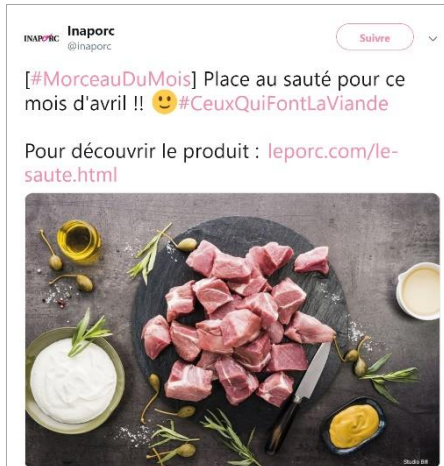 INAPORC
Inaporc
@inaporc
Suivre
[#MorceauDuMois] Place au sauté pour ce
mois d'avril !! 🙂#CeuxQuiFontLaViande
Pour découvrir le produit : leporc.com/le-
saute.html
Studio B8